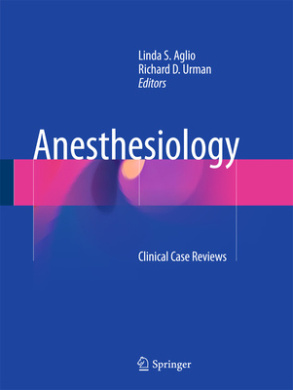 Linda S. Aglio
Richard D. Urman
Editors
Anesthesiology
Clinical Case Reviews
Springer